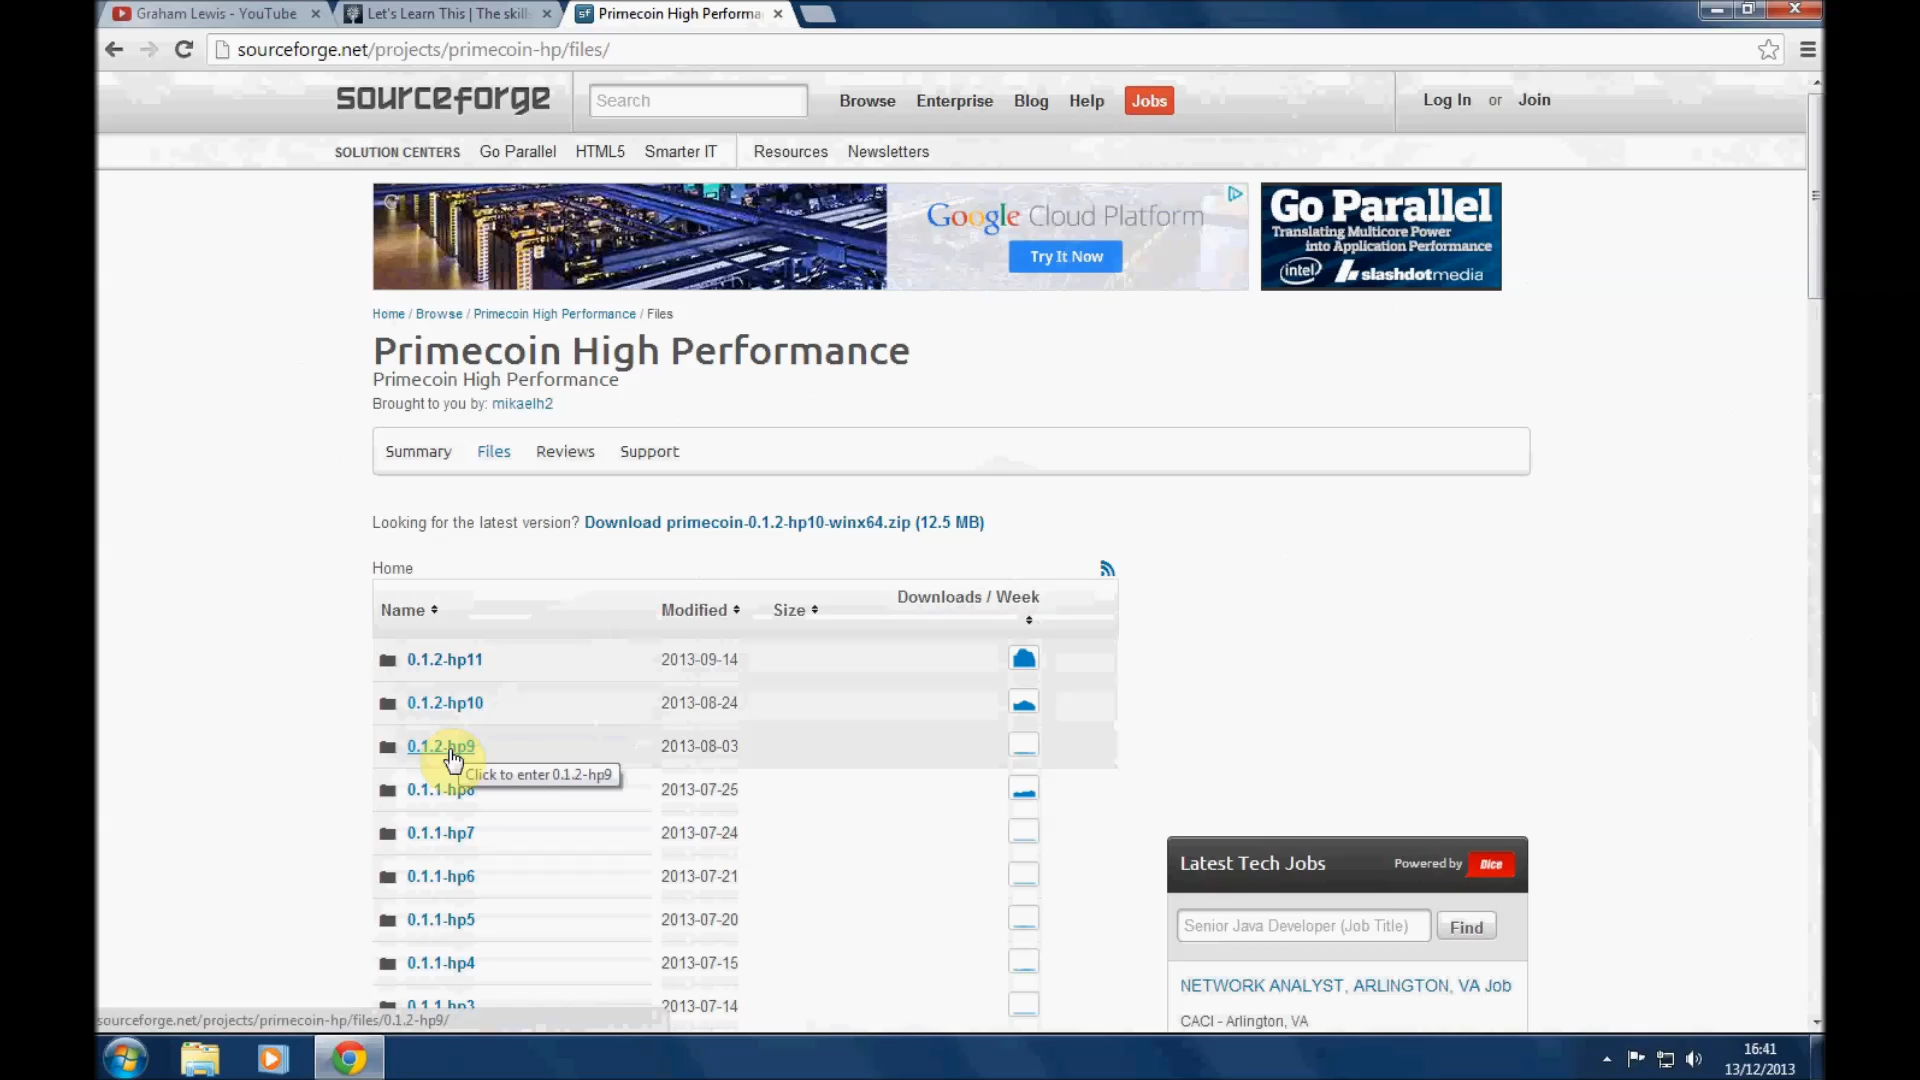 Graham Lewis - YouTube
Let's Learn This | The skill
Primecoin High Performa
sourceforge.net/projects/primecoin-hp/files/
sourceforge
Search
Browse
Enterprise
Blog
Help
Jobs
Log In or Join
SOLUTION CENTERS
Go Parallel
HTML5
Smarter IT
Resources
Newsletters
Google Cloud Platform
Try It Now
Go Parallel
Translating Multicore Power
into Application Performance
intel
slashdotmedia
Home / Browse / Primecoin High Performance / Files
Primecoin High Performance
Primecoin High Performance
Brought to you by: mikaelh2
Summary
Files
Reviews
Support
Looking for the latest version? Download primecoin-0.1.2-hp10-winx64.zip (12.5 MB)
Home
Name
Modified
Size
Downloads / Week
0.1.2-hp11 2013-09-14
0.1.2-hp10 2013-08-24
0.1.2-hp9 2013-08-03
Click to enter 0.1.2-hp9
0.1.1-hp8 2013-07-25
0.1.1-hp7 2013-07-24
0.1.1-hp6 2013-07-21
0.1.1-hp5 2013-07-20
0.1.1-hp4 2013-07-15
0.1.1-hp3 2013-07-14
Latest Tech Jobs
Powered by Dice
Senior Java Developer (Job Title)
Find
NETWORK ANALYST, ARLINGTON, VA Job
CACI - Arlington, VA
sourceforge.net/projects/primecoin-hp/files/0.1.2-hp9/
16:41
13/12/2013